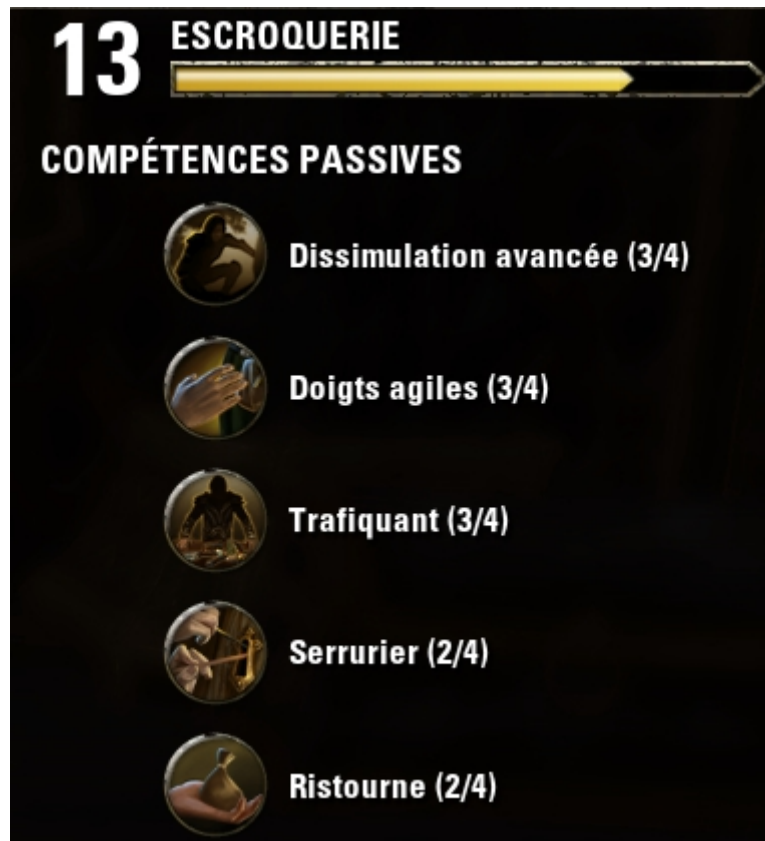 13 ESCROQUERIE
COMPÉTENCES PASSIVES
Dissimulation avancée (3/4)
Doigts agiles (3/4)
Trafiquant (3/4)
Serrurier (2/4)
Ristourne (2/4)